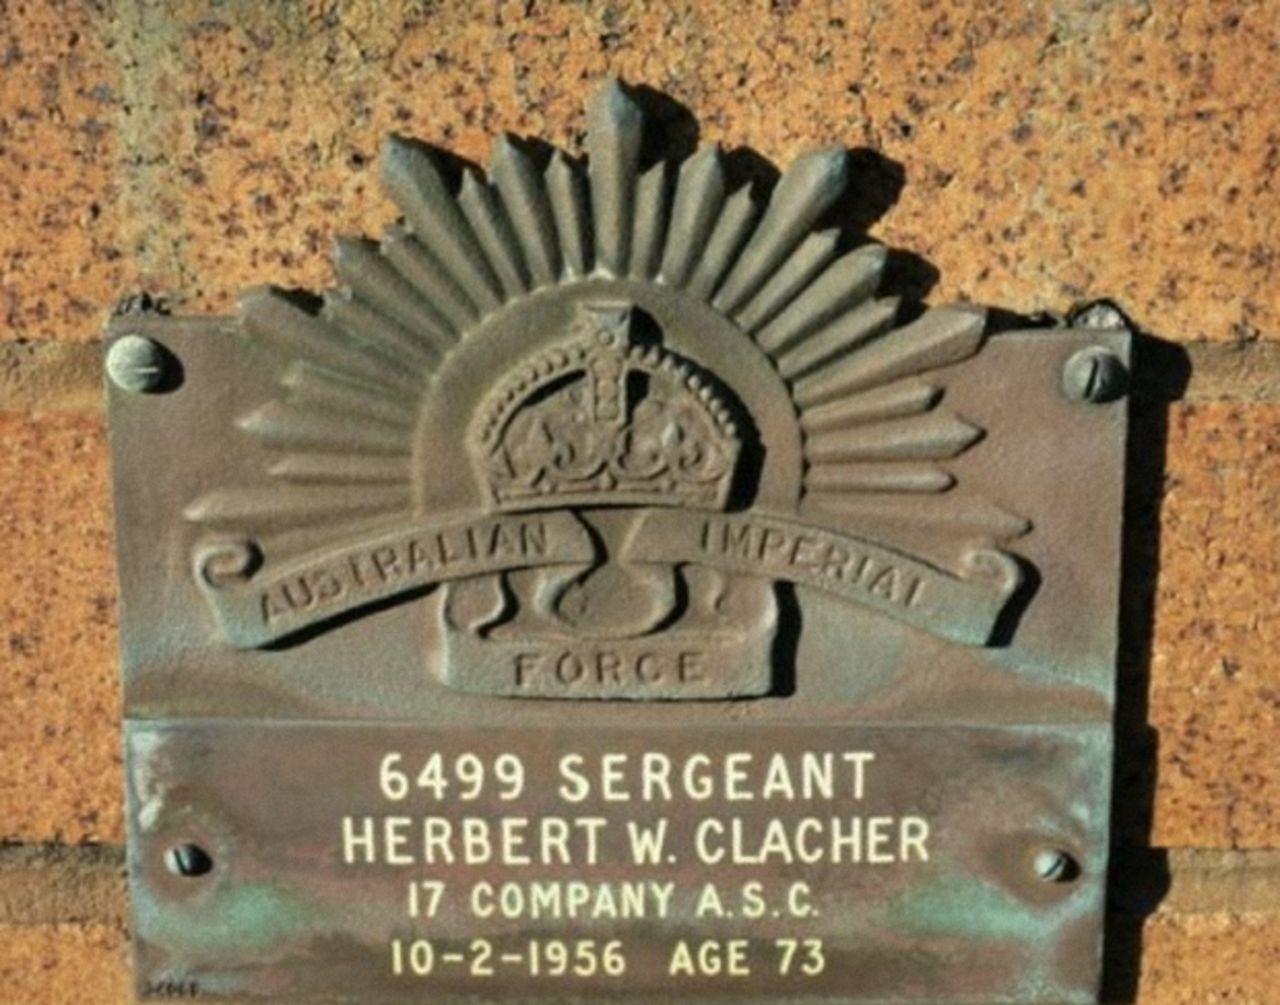 AUSTRALIAN IMPERIAL
FORCE
6499 SERGEANT
HERBERT W. CLACHER
17 COMPANY A.S.C.
10-2-1956 AGE 73